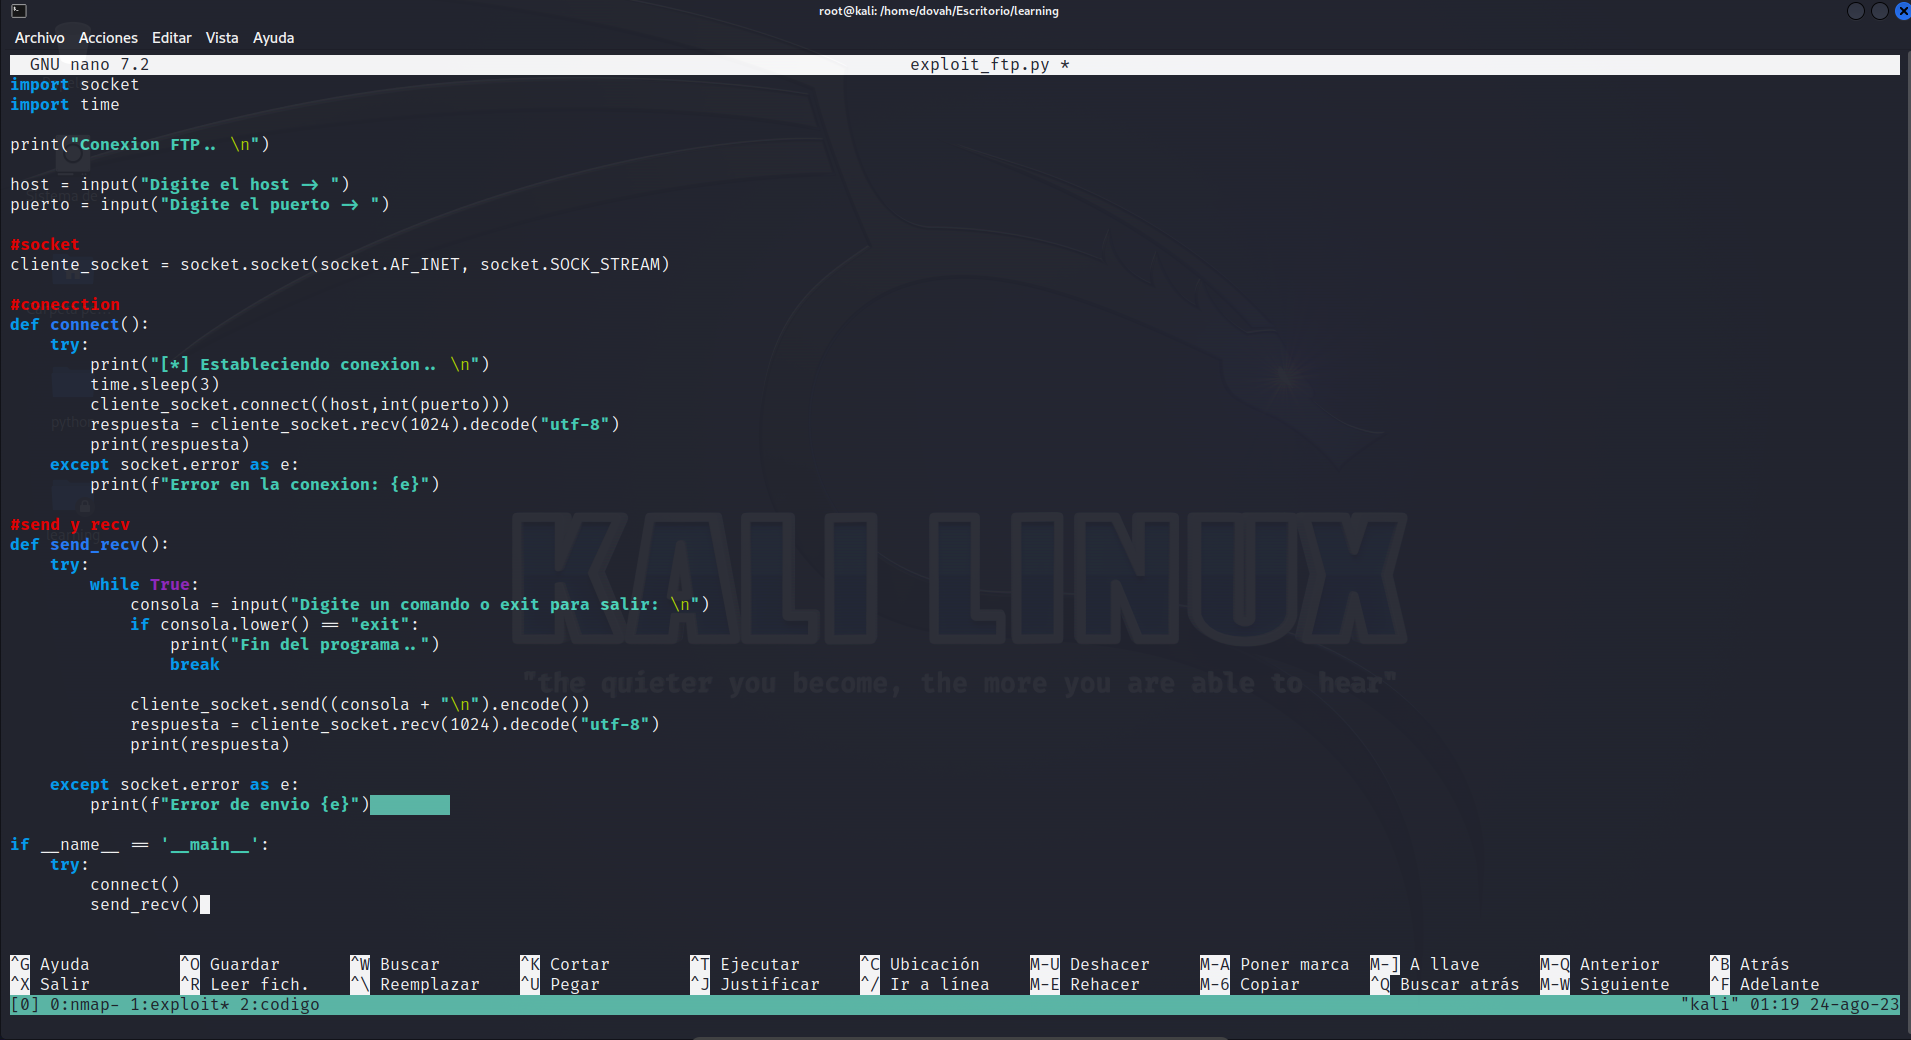 root@kali: /home/dovah/Escritorio/learning
Archivo Acciones Editar Vista Ayuda
GNU nano 7.2 exploit_ftp.py *
import socket
import time
print("Conexion FTP.. \n")
host = input("Digite el host -> ")
puerto = input("Digite el puerto -> ")
#socket
cliente_socket = socket.socket(socket.AF_INET, socket.SOCK_STREAM)
#conecction
def connect():
    try:
        print("[*] Estableciendo conexion.. \n")
        time.sleep(3)
        cliente_socket.connect((host,int(puerto)))
        respuesta = cliente_socket.recv(1024).decode("utf-8")
        print(respuesta)
    except socket.error as e:
        print(f"Error en la conexion: {e}")
#send y recv
def send_recv():
    try:
        while True:
            consola = input("Digite un comando o exit para salir: \n")
            if consola.lower() == "exit":
                print("Fin del programa..")
                break
            cliente_socket.send((consola + "\n").encode())
            respuesta = cliente_socket.recv(1024).decode("utf-8")
            print(respuesta)
    except socket.error as e:
        print(f"Error de envio {e}")
if __name__ == '__main__':
    try:
        connect()
        send_recv()
KALI LINUX
"the quieter you become, the more you are able to hear"
^G Ayuda ^O Guardar ^W Buscar ^K Cortar ^T Ejecutar ^C Ubicación M-U Deshacer M-A Poner marca M-] A llave M-Q Anterior ^B Atrás
^X Salir ^R Leer fich. ^\ Reemplazar ^U Pegar ^J Justificar ^/ Ir a línea M-E Rehacer M-6 Copiar ^Q Buscar atrás M-W Siguiente ^F Adelante
[0] 0:nmap- 1:exploit* 2:codigo "kali" 01:19 24-ago-23